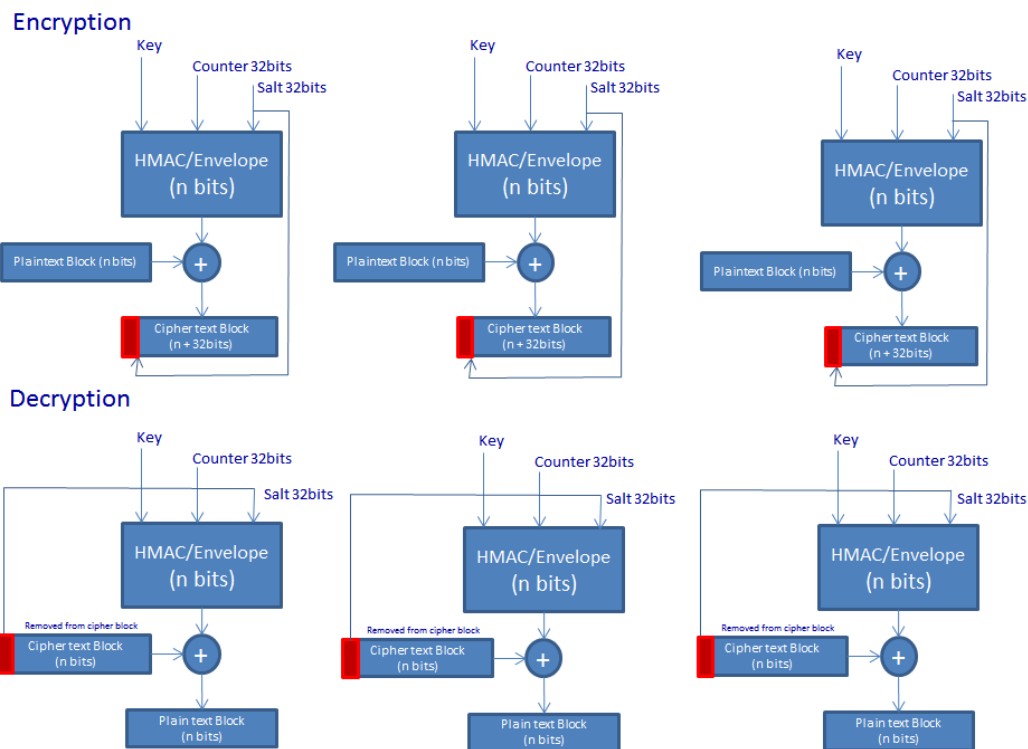 Encryption
Key
Counter 32bits
Salt 32bits
HMAC/Envelope
(n bits)
Plaintext Block (n bits)
+
Cipher text Block
(n + 32bits)
Key
Counter 32bits
Salt 32bits
HMAC/Envelope
(n bits)
Plaintext Block (n bits)
+
Cipher text Block
(n + 32bits)
Key
Counter 32bits
Salt 32bits
HMAC/Envelope
(n bits)
Plaintext Block (n bits)
+
Cipher text Block
(n + 32bits)
Decryption
Key
Counter 32bits
Salt 32bits
HMAC/Envelope
(n bits)
Removed from cipher block
Cipher text Block
(n bits)
+
Plain text Block
(n bits)
Key
Counter 32bits
Salt 32bits
HMAC/Envelope
(n bits)
Removed from cipher block
Cipher text Block
(n bits)
+
Plain text Block
(n bits)
Key
Counter 32bits
Salt 32bits
HMAC/Envelope
(n bits)
Removed from cipher block
Cipher text Block
(n bits)
+
Plain text Block
(n bits)